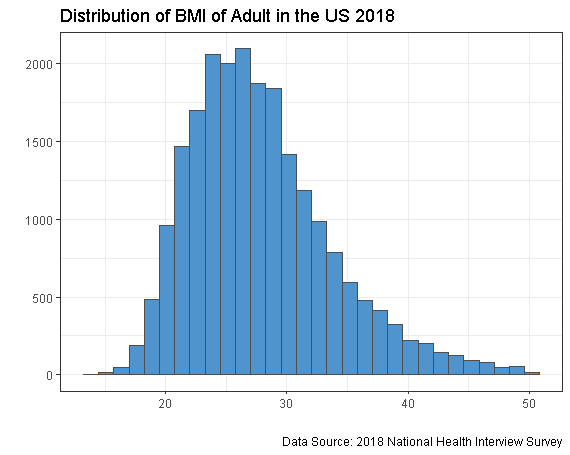 Distribution of BMI of Adult in the US 2018
2000
1500
1000
500
0
20 30 40 50
Data Source: 2018 National Health Interview Survey